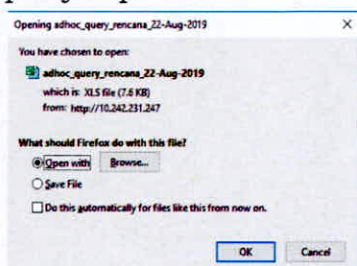 Opening adhoc_query_rencana_22-Aug-2019
You have chosen to open:
adhoc_query_rencana_22-Aug-2019
which is: XLS file (7.6 KB)
from: http://10.242.231.247
What should Firefox do with this file?
Open with Browse...
Save File
Do this automatically for files like this from now on.
OK Cancel